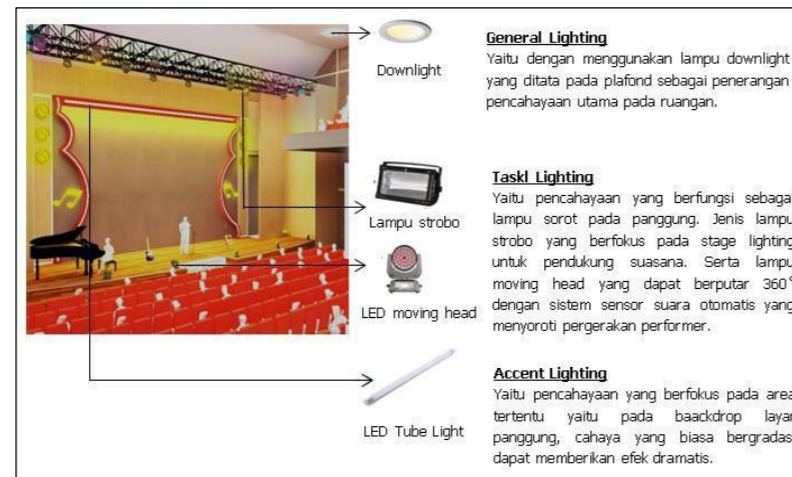 General Lighting
Yaitu dengan menggunakan lampu downlight
yang ditata pada plafond sebagai penerangan
pencahayaan utama pada ruangan.
Downlight
Taskl Lighting
Yaitu pencahayaan yang berfungsi sebagai
lampu sorot pada panggung. Jenis lampu
strobo yang berfokus pada stage lighting
untuk pendukung suasana. Serta lampu
moving head yang dapat berputar 360°
dengan sistem sensor suara otomatis yang
menyoroti pergerakan performer.
Lampu strobo
LED moving head
Accent Lighting
Yaitu pencahayaan yang berfokus pada area
tertentu yaitu pada baackdrop layar
panggung, cahaya yang biasa bergradasi
dapat memberikan efek dramatis.
LED Tube Light